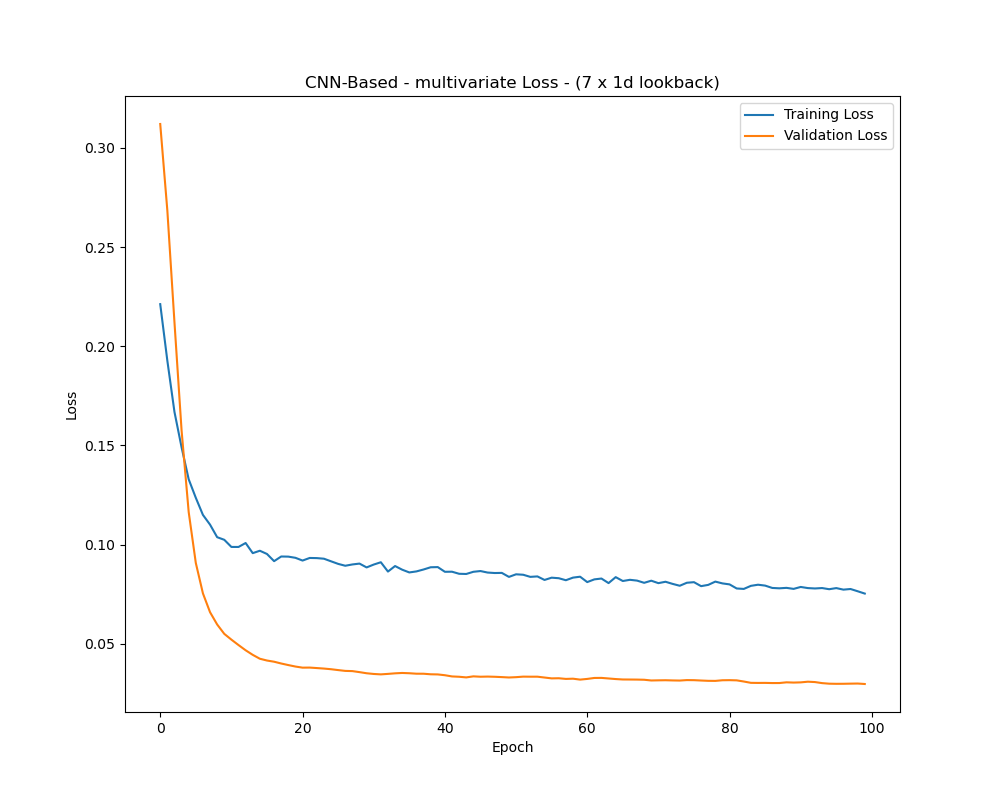 CNN-Based - multivariate Loss - (7 x 1d lookback)
Training Loss
Validation Loss
0.30
0.25
0.20
0.15
0.10
0.05
Loss
0
20
40
60
80
100
Epoch